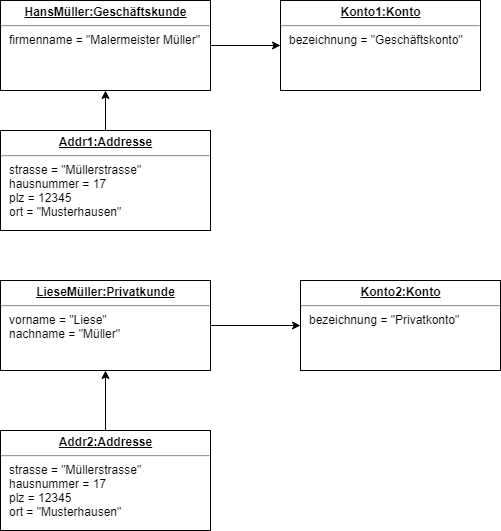 HansMüller:Geschäftskunde
firmenname = "Malermeister Müller"
Konto1:Konto
bezeichnung = "Geschäftskonto"
Addr1:Addresse
strasse = "Müllerstrasse"
hausnummer = 17
plz = 12345
ort = "Musterhausen"
LieseMüller:Privatkunde
vorname = "Liese"
nachname = "Müller"
Konto2:Konto
bezeichnung = "Privatkonto"
Addr2:Addresse
strasse = "Müllerstrasse"
hausnummer = 17
plz = 12345
ort = "Musterhausen"